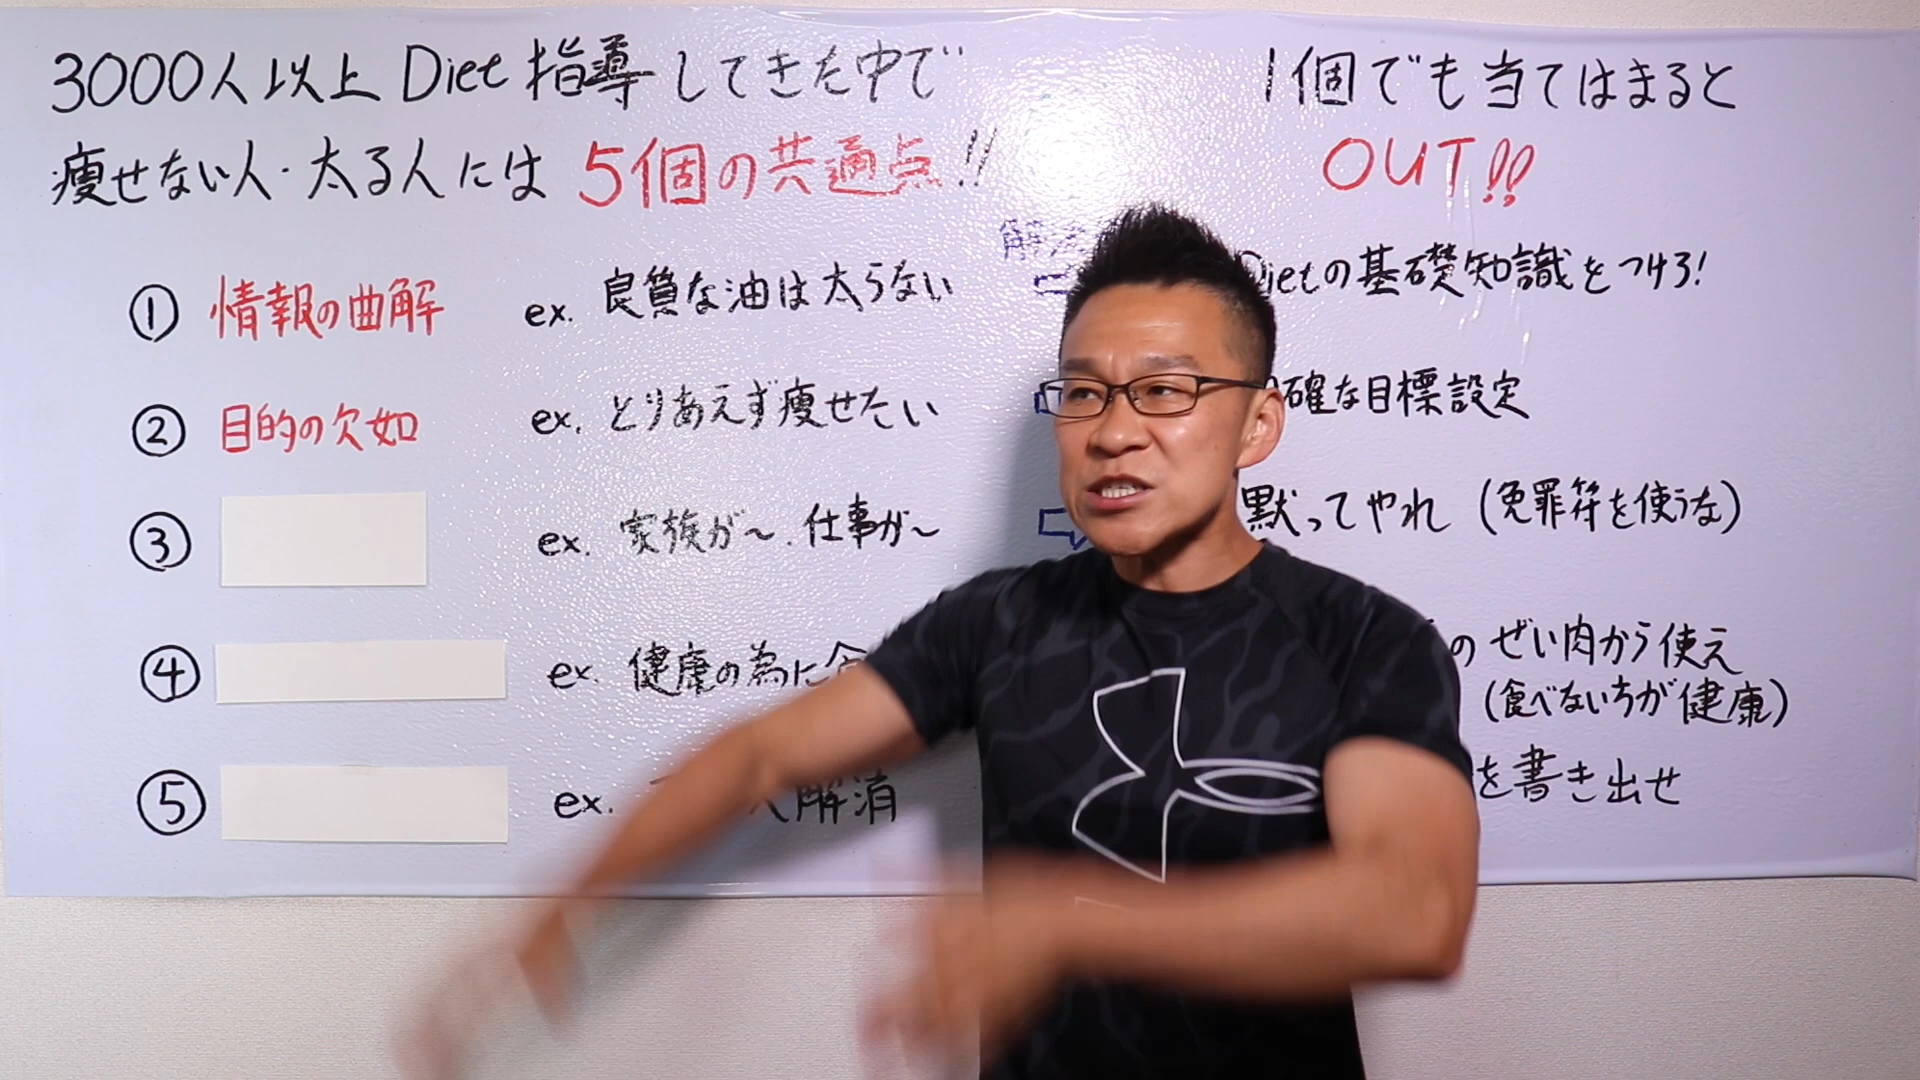 3000人以上 Diet 指導してきた中で
痩せない人・太る人には 5個の共通点!!
1個でも当てはまると
OUT!!
解決
① 情報の曲解 ex. 良質な油は太らない ⇨ Dietの基礎知識をつけろ!
② 目的の欠如 ex. とりあえず痩せたい 確な目標設定
③ ex. 家族が〜. 仕事が〜 ⇨ 黙ってやれ (免罪符を使うな)
④ ex. 健康の為に の ぜい肉から使え
(食べないちが健康)
⑤ ex. 解消 を書き出せ